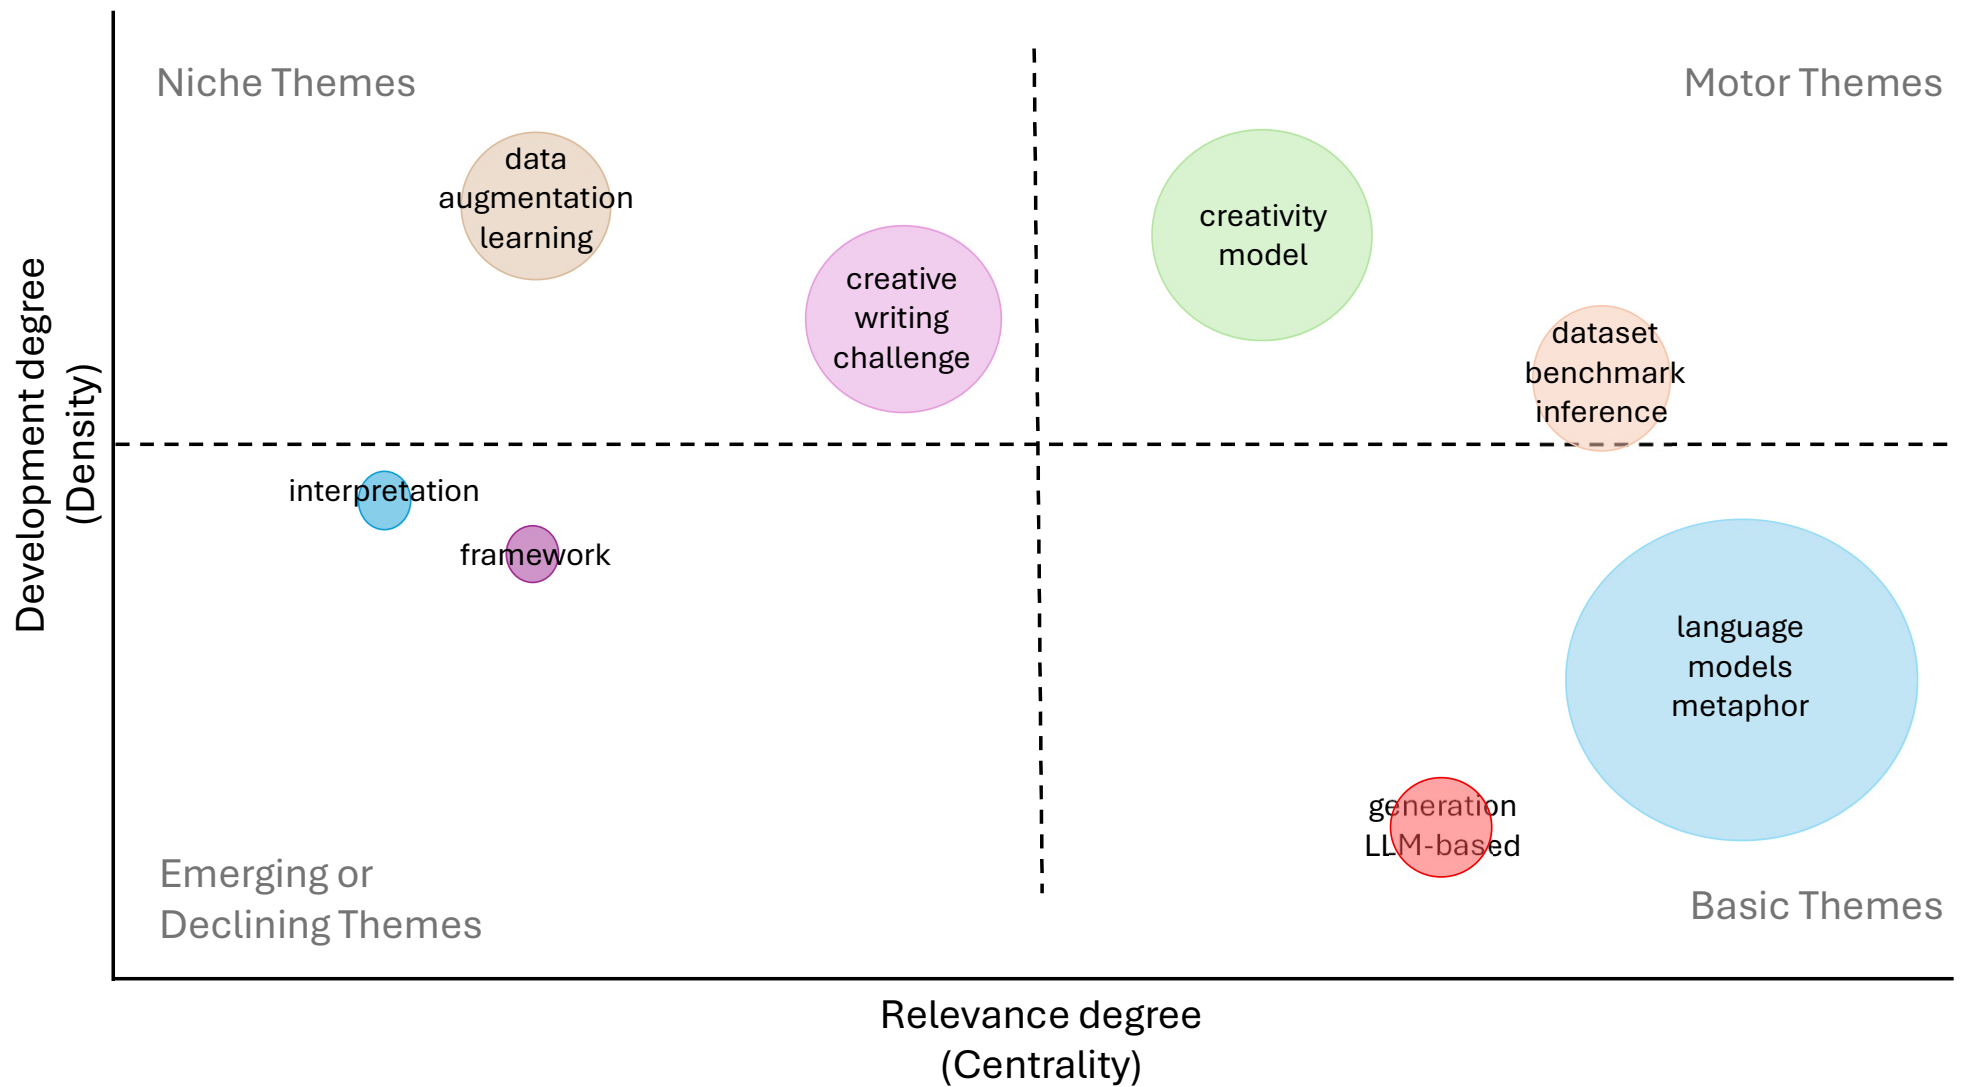 Niche Themes
Motor Themes
data
augmentation
learning
creative
writing
challenge
creativity
model
dataset
benchmark
inference
Development degree
(Density)
interpretation
framework
language
models
metaphor
generation
LLM-based
Emerging or
Declining Themes
Basic Themes
Relevance degree
(Centrality)